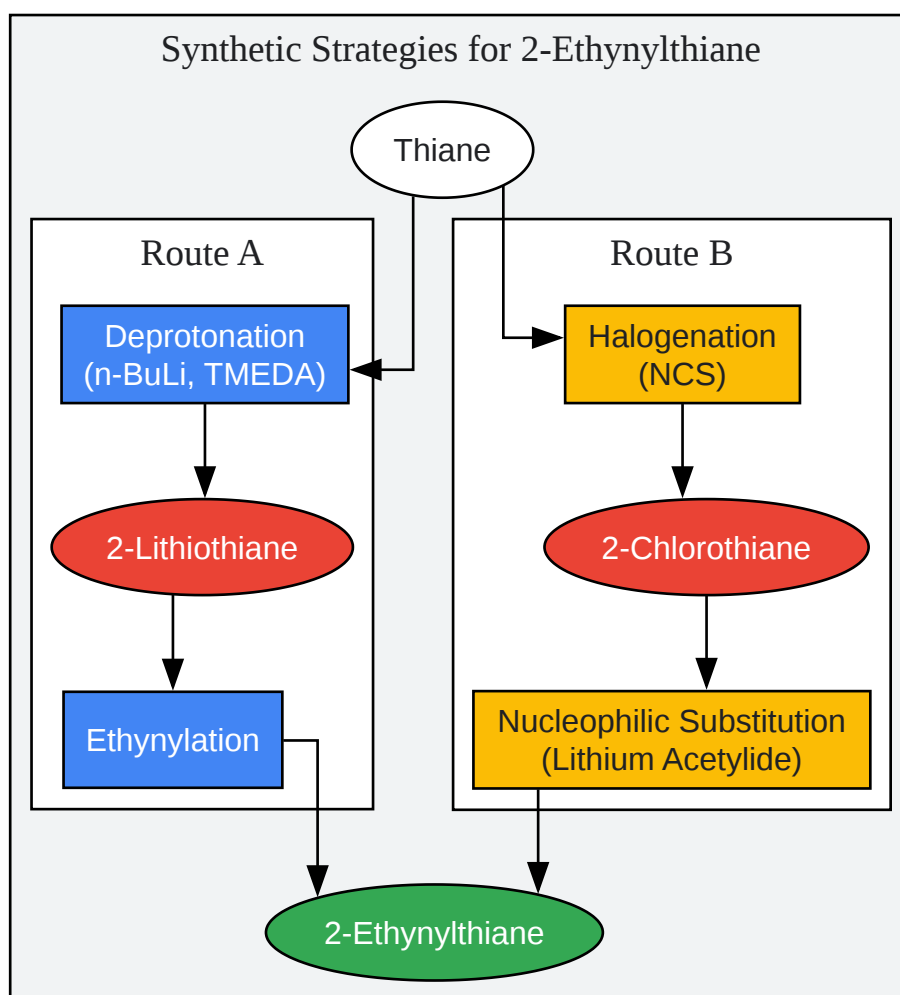 Synthetic Strategies for 2-Ethynylthiane
Thiane
Route A
Deprotonation
(n-BuLi, TMEDA)
2-Lithiothiane
Ethynylation
Route B
Halogenation
(NCS)
2-Chlorothiane
Nucleophilic Substitution
(Lithium Acetylide)
2-Ethynylthiane